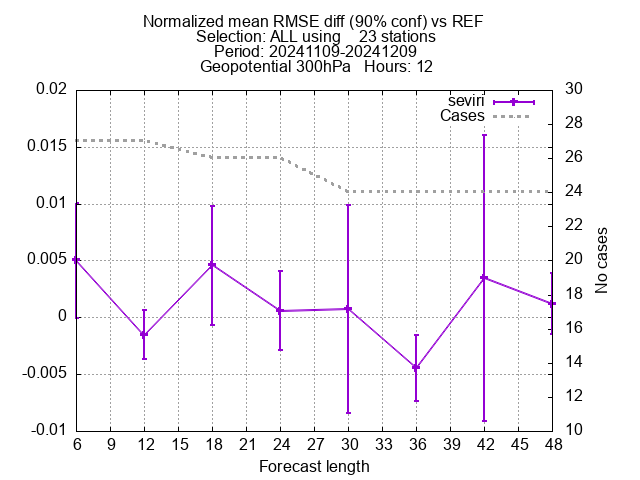 Normalized mean RMSE diff (90% conf) vs REF
Selection: ALL using    23 stations
Period: 20241109-20241209
Geopotential 300hPa   Hours: 12
seviri
Cases
0.02
0.015
0.01
0.005
0
-0.005
-0.01
30
28
26
24
22
20
18
16
14
12
10
No cases
6 9 12 15 18 21 24 27 30 33 36 39 42 45 48
Forecast length